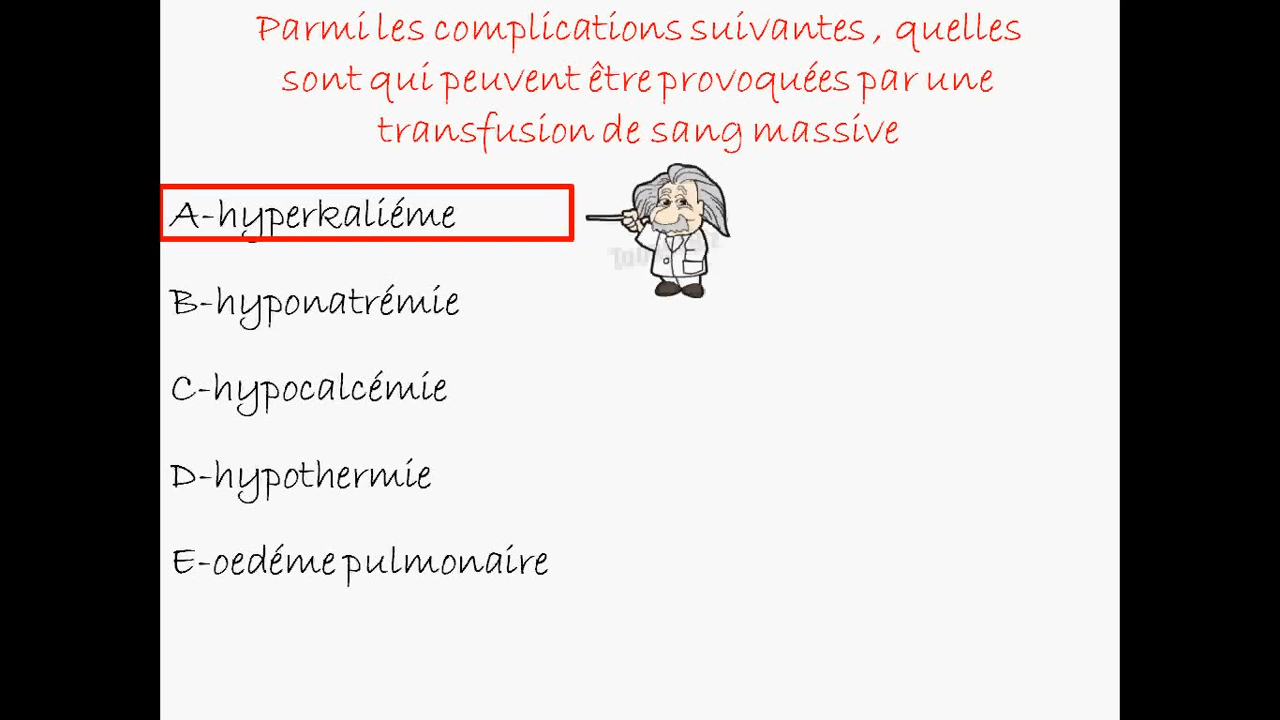 Parmi les complications suivantes , quelles
sont qui peuvent être provoquées par une
transfusion de sang massive
A-hyperkaliéme
B-hyponatrémie
C-hypocalcémie
D-hypothermie
E-oedéme pulmonaire